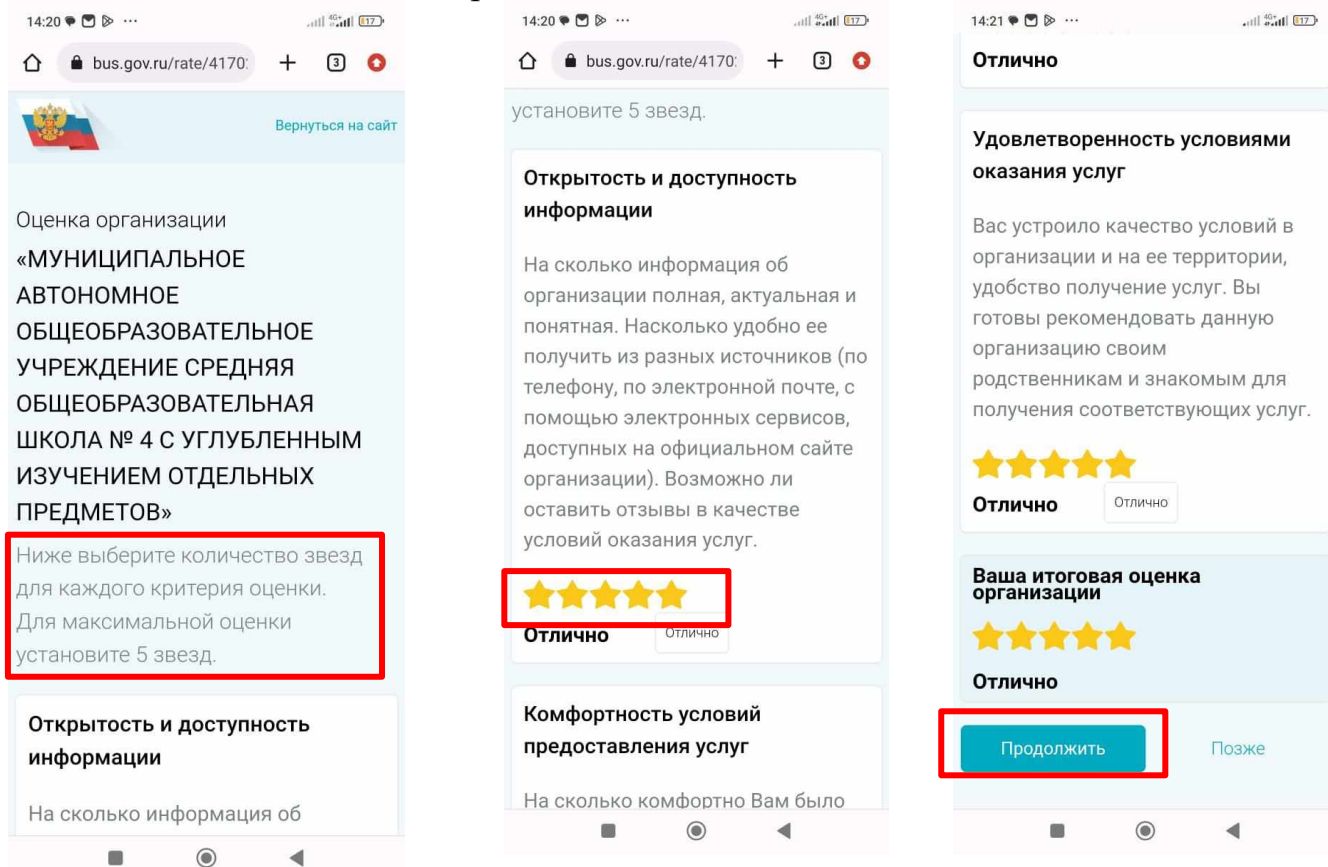 14:20
4G+
17
bus.gov.ru/rate/4170
3
Вернуться на сайт
Оценка организации
«МУНИЦИПАЛЬНОЕ
АВТОНОМНОЕ
ОБЩЕОБРАЗОВАТЕЛЬНОЕ
УЧРЕЖДЕНИЕ СРЕДНЯЯ
ОБЩЕОБРАЗОВАТЕЛЬНАЯ
ШКОЛА № 4 С УГЛУБЛЕННЫМ
ИЗУЧЕНИЕМ ОТДЕЛЬНЫХ
ПРЕДМЕТОВ»
Ниже выберите количество звезд
для каждого критерия оценки.
Для максимальной оценки
установите 5 звезд.
Открытость и доступность
информации
На сколько информация об
14:20
4G+
17
bus.gov.ru/rate/4170
3
установите 5 звезд.
Открытость и доступность
информации
На сколько информация об
организации полная, актуальная и
понятная. Насколько удобно ее
получить из разных источников (по
телефону, по электронной почте, с
помощью электронных сервисов,
доступных на официальном сайте
организации). Возможно ли
оставить отзывы в качестве
условий оказания услуг.
Отлично
Отлично
Комфортность условий
предоставления услуг
На сколько комфортно Вам было
14:21
4G+
17
Отлично
Удовлетворенность условиями
оказания услуг
Вас устроило качество условий в
организации и на ее территории,
удобство получение услуг. Вы
готовы рекомендовать данную
организацию своим
родственникам и знакомым для
получения соответствующих услуг.
Отлично
Отлично
Ваша итоговая оценка
организации
Отлично
Продолжить
Позже